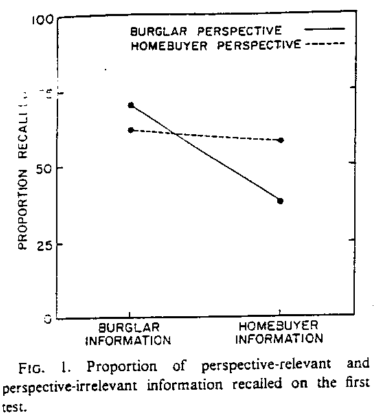 100
BURGLAR PERSPECTIVE
HOMEBUYER PERSPECTIVE
50
25
0
PROPORTION RECALLED
BURGLAR INFORMATION
HOMEBUYER INFORMATION
FIG. 1. Proportion of perspective-relevant and
perspective-irrelevant information recalled on the first
test.